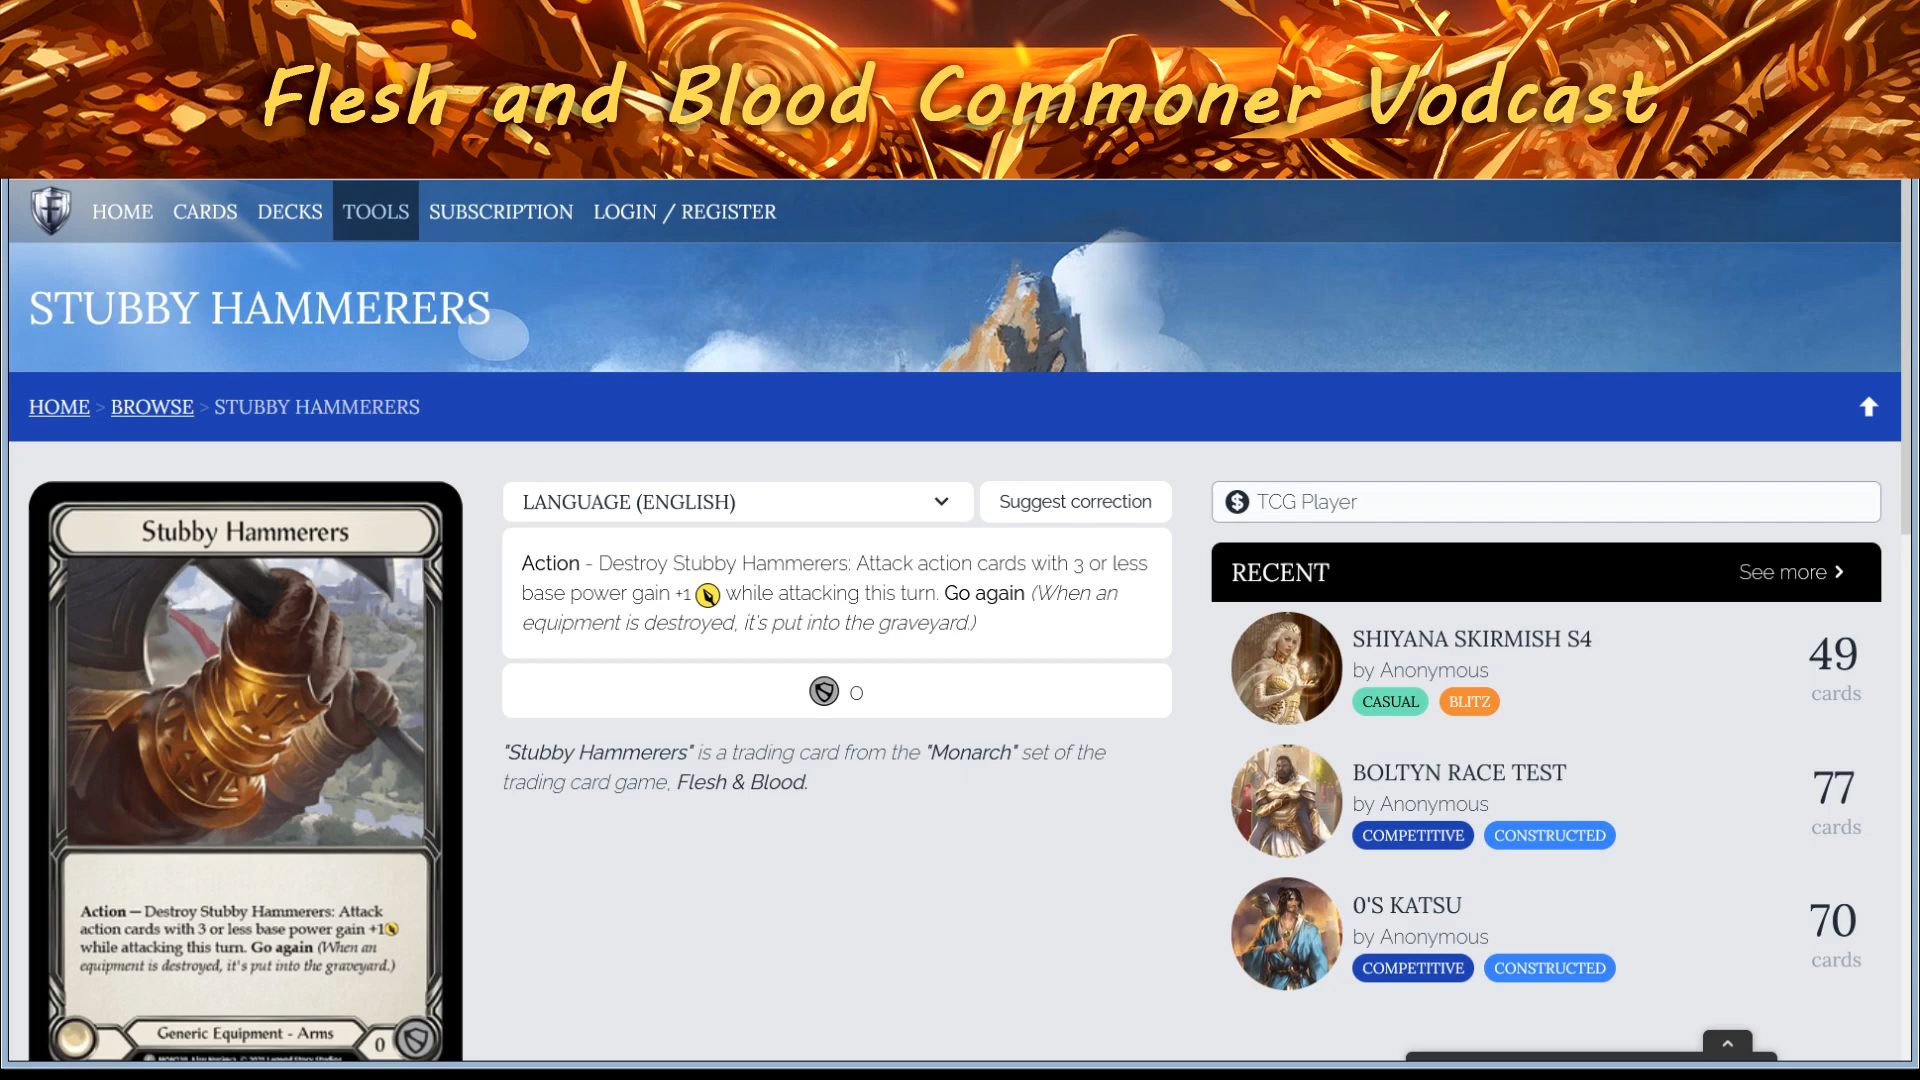 Flesh and Blood Commoner Vodcast
HOME CARDS DECKS TOOLS SUBSCRIPTION LOGIN / REGISTER
STUBBY HAMMERERS
HOME > BROWSE > STUBBY HAMMERERS
Stubby Hammerers
Action — Destroy Stubby Hammerers: Attack
action cards with 3 or less base power gain +1
while attacking this turn. Go again (When an
equipment is destroyed, it's put into the graveyard.)
Generic Equipment - Arms
0
LANGUAGE (ENGLISH)
Suggest correction
Action - Destroy Stubby Hammerers: Attack action cards with 3 or less
base power gain +1 while attacking this turn. Go again (When an
equipment is destroyed, it's put into the graveyard.)
0
"Stubby Hammerers" is a trading card from the "Monarch" set of the
trading card game, Flesh & Blood.
$ TCG Player
RECENT See more >
SHIYANA SKIRMISH S4
by Anonymous
CASUAL BLITZ
49
cards
BOLTYN RACE TEST
by Anonymous
COMPETITIVE CONSTRUCTED
77
cards
0'S KATSU
by Anonymous
COMPETITIVE CONSTRUCTED
70
cards